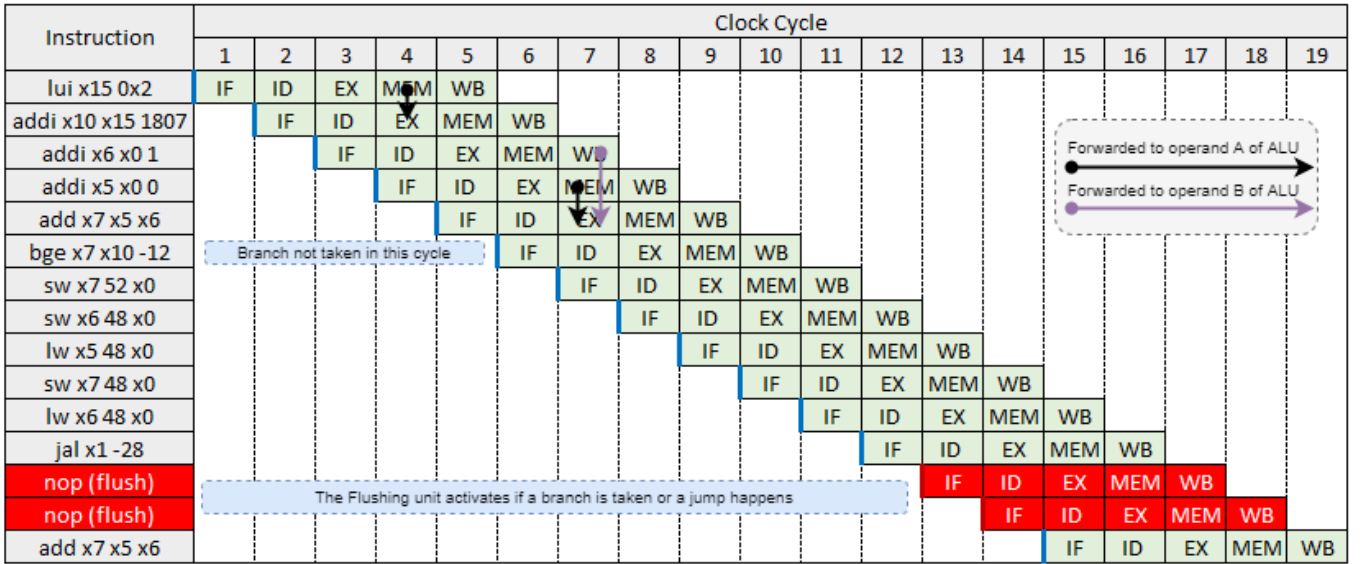 Instruction Clock Cycle
1 2 3 4 5 6 7 8 9 10 11 12 13 14 15 16 17 18 19
lui x15 0x2 IF ID EX MEM WB
addi x10 x15 1807 IF ID EX MEM WB
addi x6 x0 1 IF ID EX MEM WB
Forwarded to operand A of ALU
addi x5 x0 0 IF ID EX MEM WB
Forwarded to operand B of ALU
add x7 x5 x6 IF ID EX MEM WB
bge x7 x10 -12 Branch not taken in this cycle IF ID EX MEM WB
sw x7 52 x0 IF ID EX MEM WB
sw x6 48 x0 IF ID EX MEM WB
lw x5 48 x0 IF ID EX MEM WB
sw x7 48 x0 IF ID EX MEM WB
lw x6 48 x0 IF ID EX MEM WB
jal x1 -28 IF ID EX MEM WB
nop (flush) IF ID EX MEM WB
The Flushing unit activates if a branch is taken or a jump happens
nop (flush) IF ID EX MEM WB
add x7 x5 x6 IF ID EX MEM WB